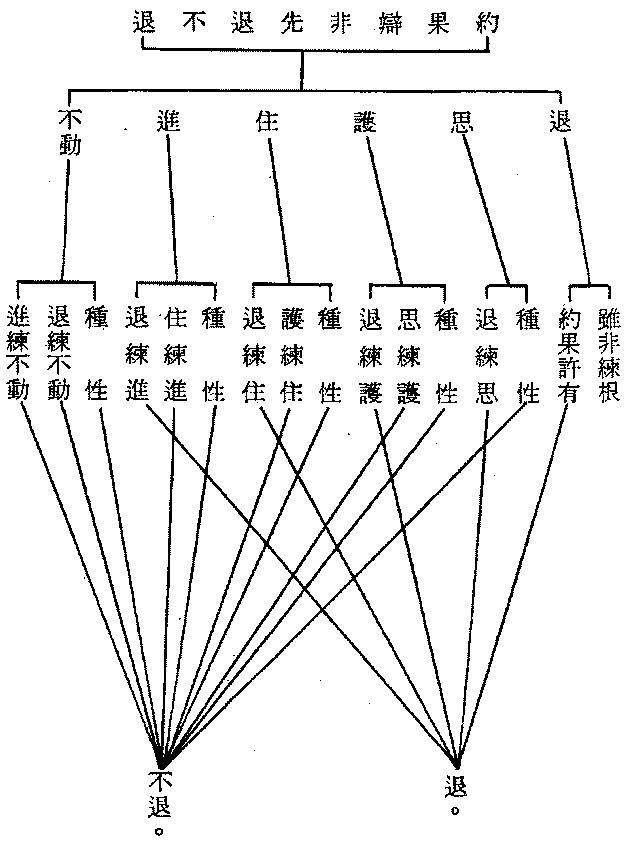 約果辯非先退不退
退
思
護
住
進
不動
雖非練根
約果許有
種性
退練思
種性
思練護
退練護
種性
護練住
退練住
種性
住練進
退練進
種性
退練不動
進練不動
退。
不退。